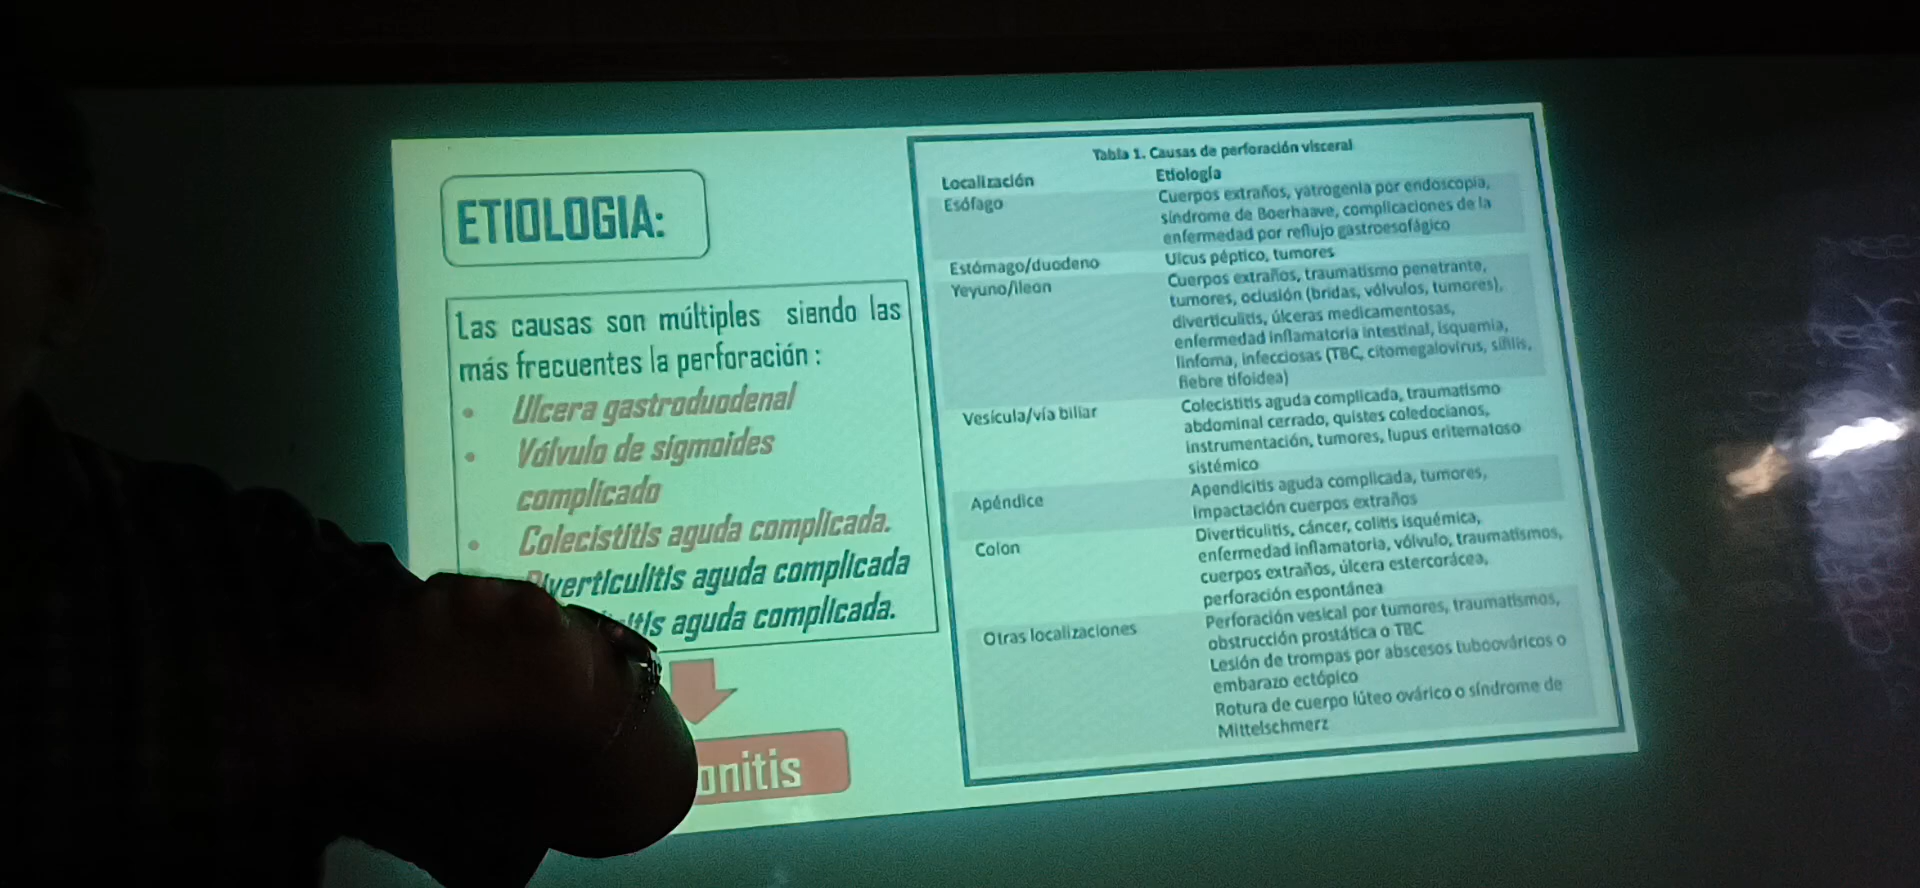 ETIOLOGIA:
Las causas son múltiples siendo las
más frecuentes la perforación :
• Ulcera gastroduodenal
• Válvulo de sigmoides
complicado
• Colecistitis aguda complicada.
aguda complicada
aguda complicada.
Tabla 1. Causas de perforación visceral
Localización Etiología
Esófago Cuerpos extraños, yatrogenia por endoscopia,
síndrome de Boerhaave, complicaciones de la
enfermedad por reflujo gastroesofágico
Estómago/duodeno Ulcus péptico, tumores
Yeyuno/íleon Cuerpos extraños, traumatismo penetrante,
tumores, oclusión (bridas, vólvulos, tumores),
diverticulitis, úlceras medicamentosas,
enfermedad inflamatoria intestinal, isquemia,
linfoma, infecciosas (TBC, citomegalovirus, sífilis,
fiebre tifoidea)
Vesícula/vía biliar Colecistitis aguda complicada, traumatismo
abdominal cerrado, quistes coledocianos,
instrumentación, tumores, lupus eritematoso
sistémico
Apéndice Apendicitis aguda complicada, tumores,
impactación cuerpos extraños
Colon Diverticulitis, cáncer, colitis isquémica,
enfermedad inflamatoria, vólvulo, traumatismos,
cuerpos extraños, úlcera estercorácea,
perforación espontánea
Otras localizaciones Perforación vesical por tumores, traumatismos,
obstrucción prostática o TBC
Lesión de trompas por abscesos tuboováricos o
embarazo ectópico
Rotura de cuerpo lúteo ovárico o síndrome de
Mittelschmerz